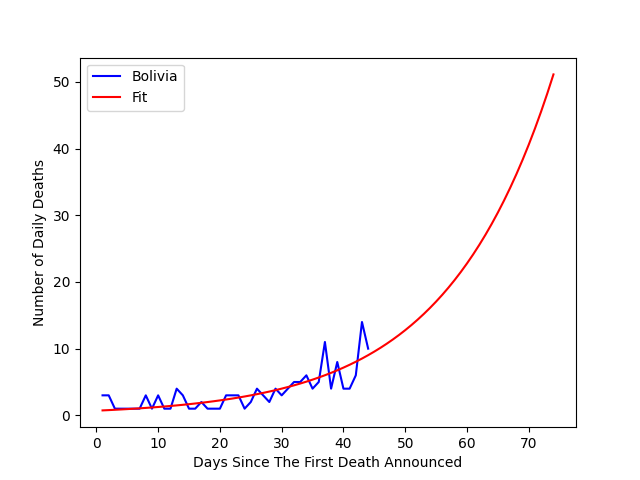 Bolivia
Fit
50
40
30
20
10
0
Number of Daily Deaths
0 10 20 30 40 50 60 70
Days Since The First Death Announced